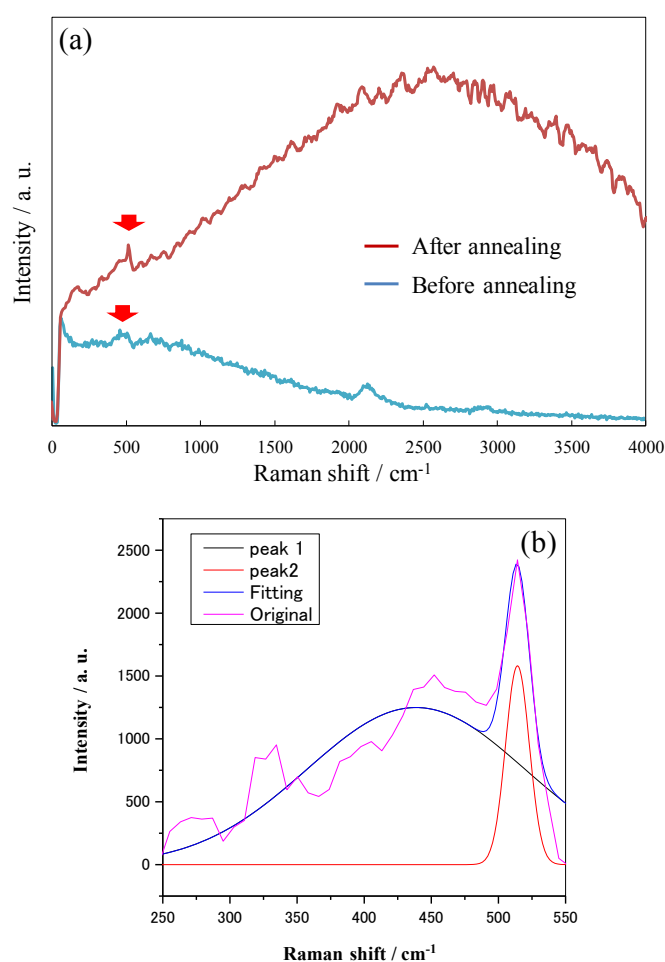 (a)
Intensity / a. u.
After annealing
Before annealing
0 500 1000 1500 2000 2500 3000 3500 4000
Raman shift / cm-1
(b)
peak 1
peak2
Fitting
Original
2500
2000
1500
1000
500
0
Intensity / a. u.
250 300 350 400 450 500 550
Raman shift / cm-1